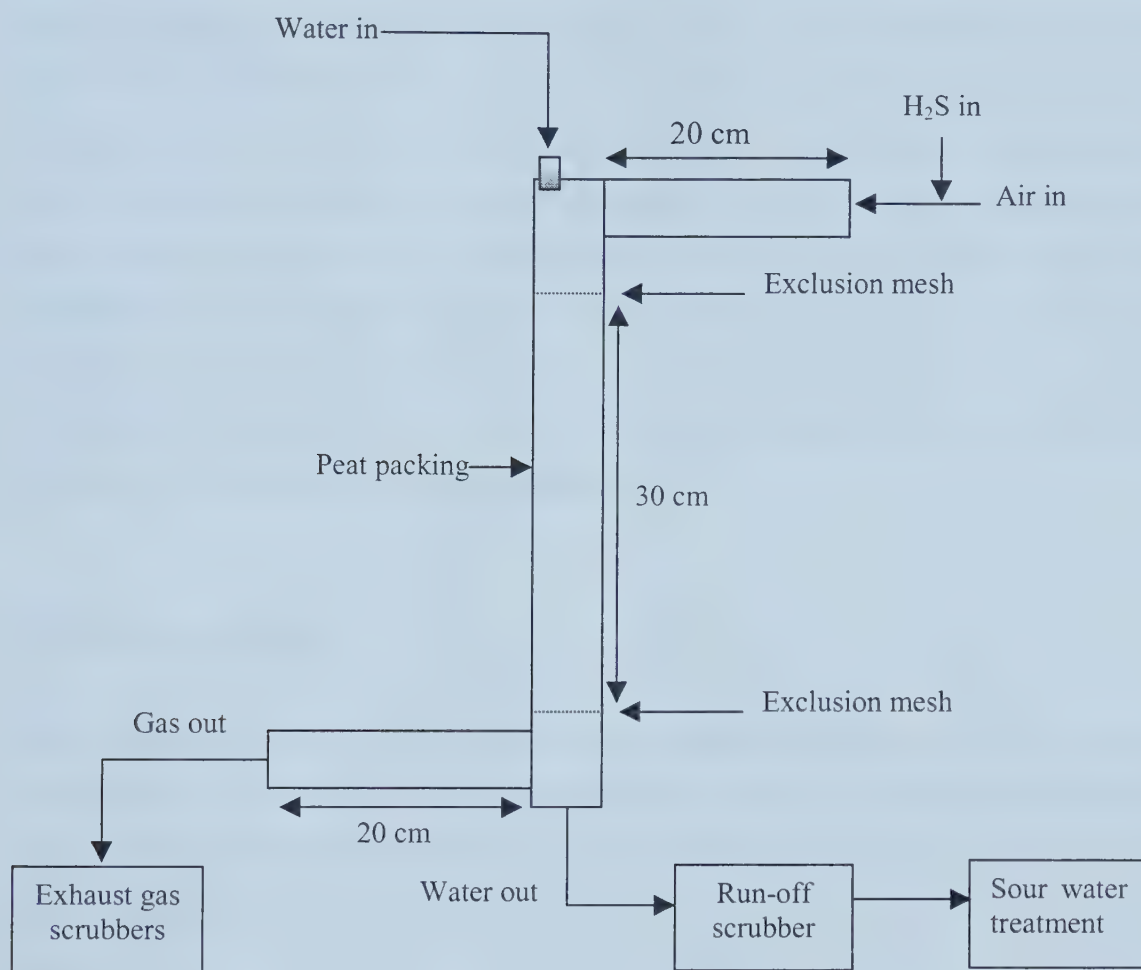 Water in
H₂S in
20 cm
Air in
Exclusion mesh
Peat packing
30 cm
Exclusion mesh
Gas out
20 cm
Water out
Exhaust gas
scrubbers
Run-off
scrubber
Sour water
treatment